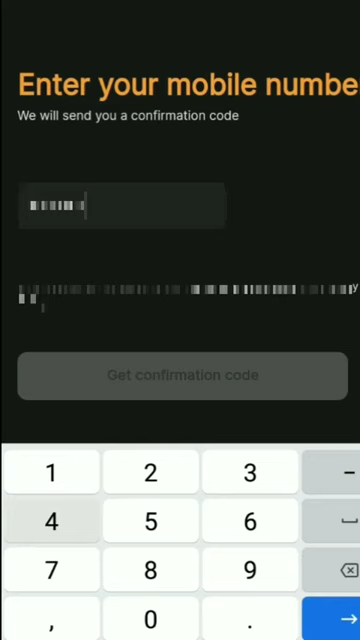 Enter your mobile numbe
We will send you a confirmation code
Get confirmation code
1 2 3 -
4 5 6
7 8 9
, 0 .